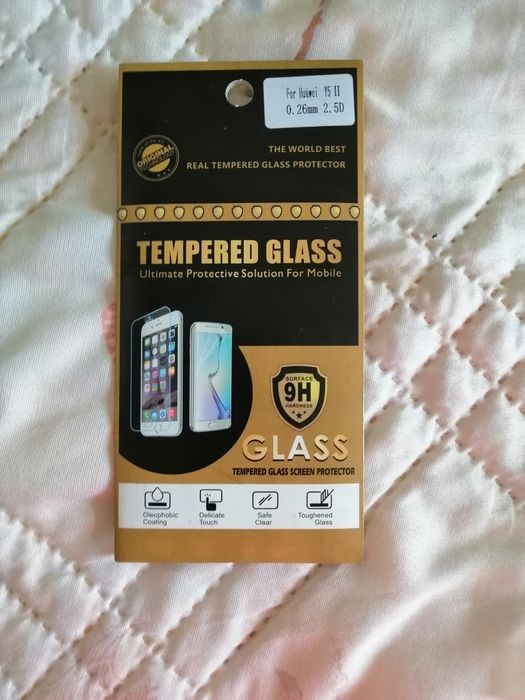 For Huawei Y5 II
0.26mm 2.5D
ORIGINAL
THE WORLD BEST
REAL TEMPERED GLASS PROTECTOR
TEMPERED GLASS
Ultimate Protective Solution For Mobile
SURFACE
9H
HARDNESS
GLASS
TEMPERED GLASS SCREEN PROTECTOR
Oleophobic
Coating
Delicate
Touch
Safe
Clear
Toughened
Glass